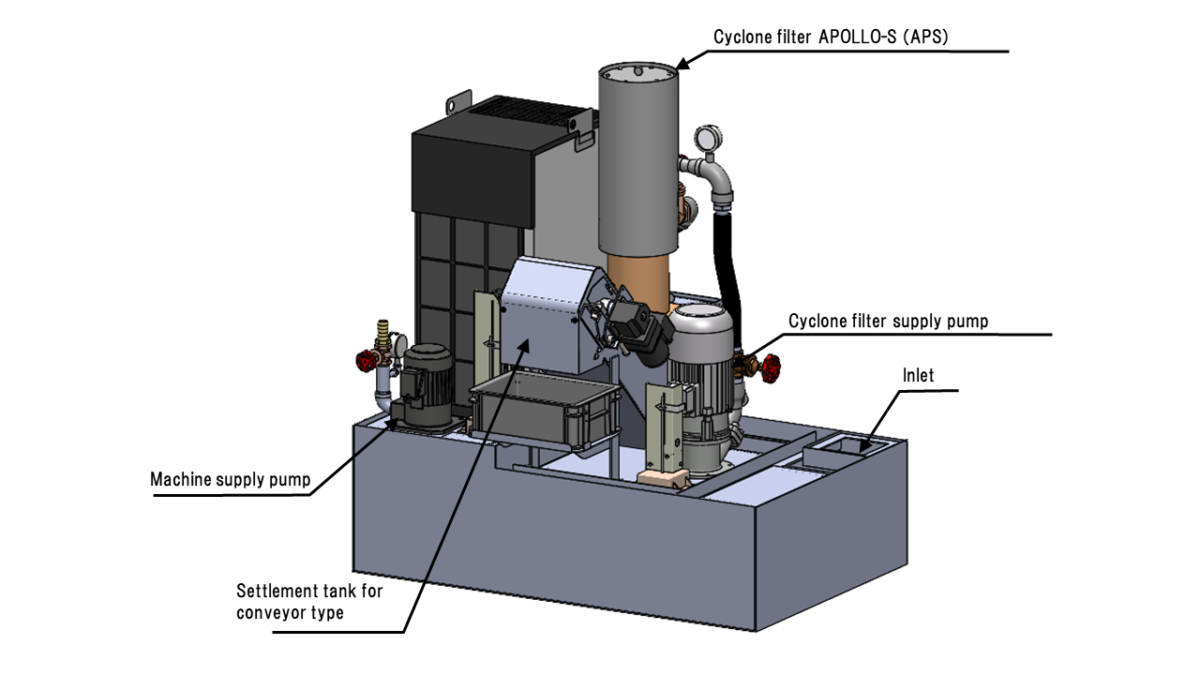 Cyclone filter APOLLO-S (APS)
Cyclone filter supply pump
Inlet
Machine supply pump
Settlement tank for
conveyor type